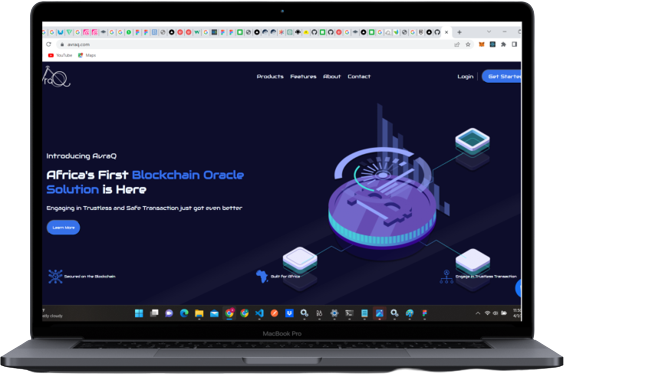 avraq.com
YouTube
Maps
Products Features About Contact
Login
Get Started
Introducing AvraQ
Africa's First Blockchain Oracle
Solution is Here
Engaging in Trustless and Safe Transaction just got even better
Learn More
Secured on the Blockchain
Built for Africa
Engage in Trustless Transaction
MacBook Pro